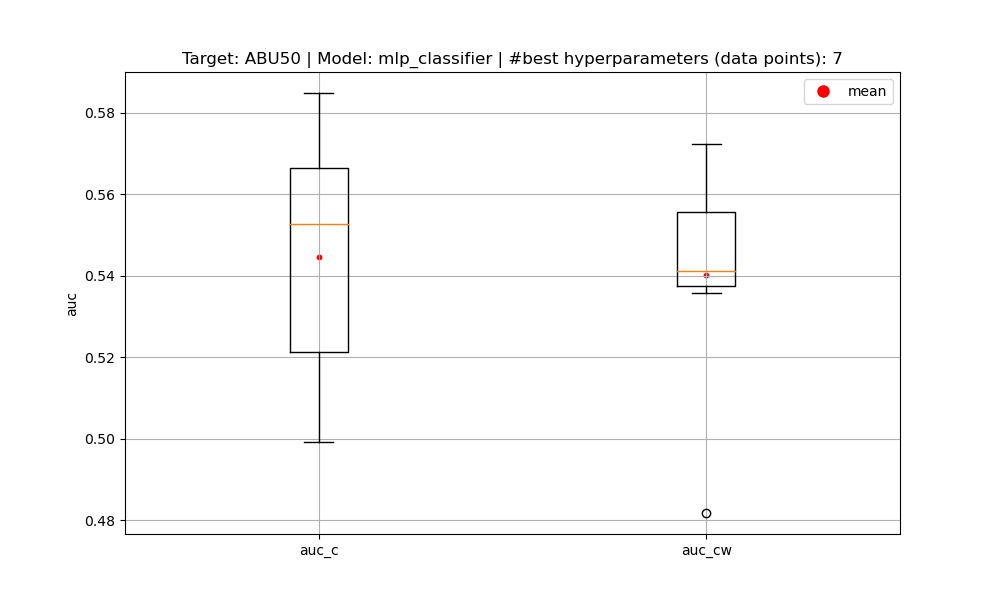 Target: ABU50 | Model: mlp_classifier | #best hyperparameters (data points): 7
mean
0.58
0.56
0.54
0.52
0.50
0.48
auc
auc_c
auc_cw